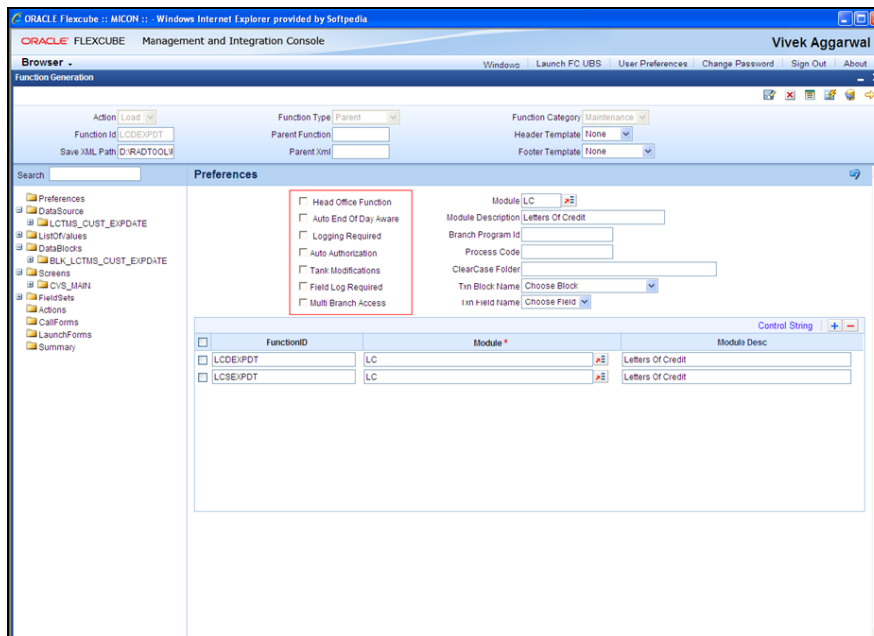 ORACLE Flexcube :: MICON :: - Windows Internet Explorer provided by Softpedia
ORACLE FLEXCUBE Management and Integration Console
Vivek Aggarwal
Browser
Windows Launch FC UBS User Preferences Change Password Sign Out About
Function Generation
Action Load Function Type Parent Function Category Maintenance
Function Id LCDEXPDT Parent Function Header Template None
Save XML Path D:\RADTOOL\ Parent Xml Footer Template None
Search Preferences
Preferences
DataSource
LCTMS_CUST_EXPDATE
ListOfValues
DataBlocks
BLK_LCTMS_CUST_EXPDATE
Screens
CVS_MAIN
FieldSets
Actions
CallForms
LaunchForms
Summary
Head Office Function
Auto End Of Day Aware
Logging Required
Auto Authorization
Tank Modifications
Field Log Required
Multi Branch Access
Module LC
Module Description Letters Of Credit
Branch Program Id
Process Code
ClearCase Folder
Txn Block Name Choose Block
Txn Field Name Choose Field
Control String
FunctionID Module * Module Desc
LCDEXPDT LC Letters Of Credit
LCSEXPDT LC Letters Of Credit